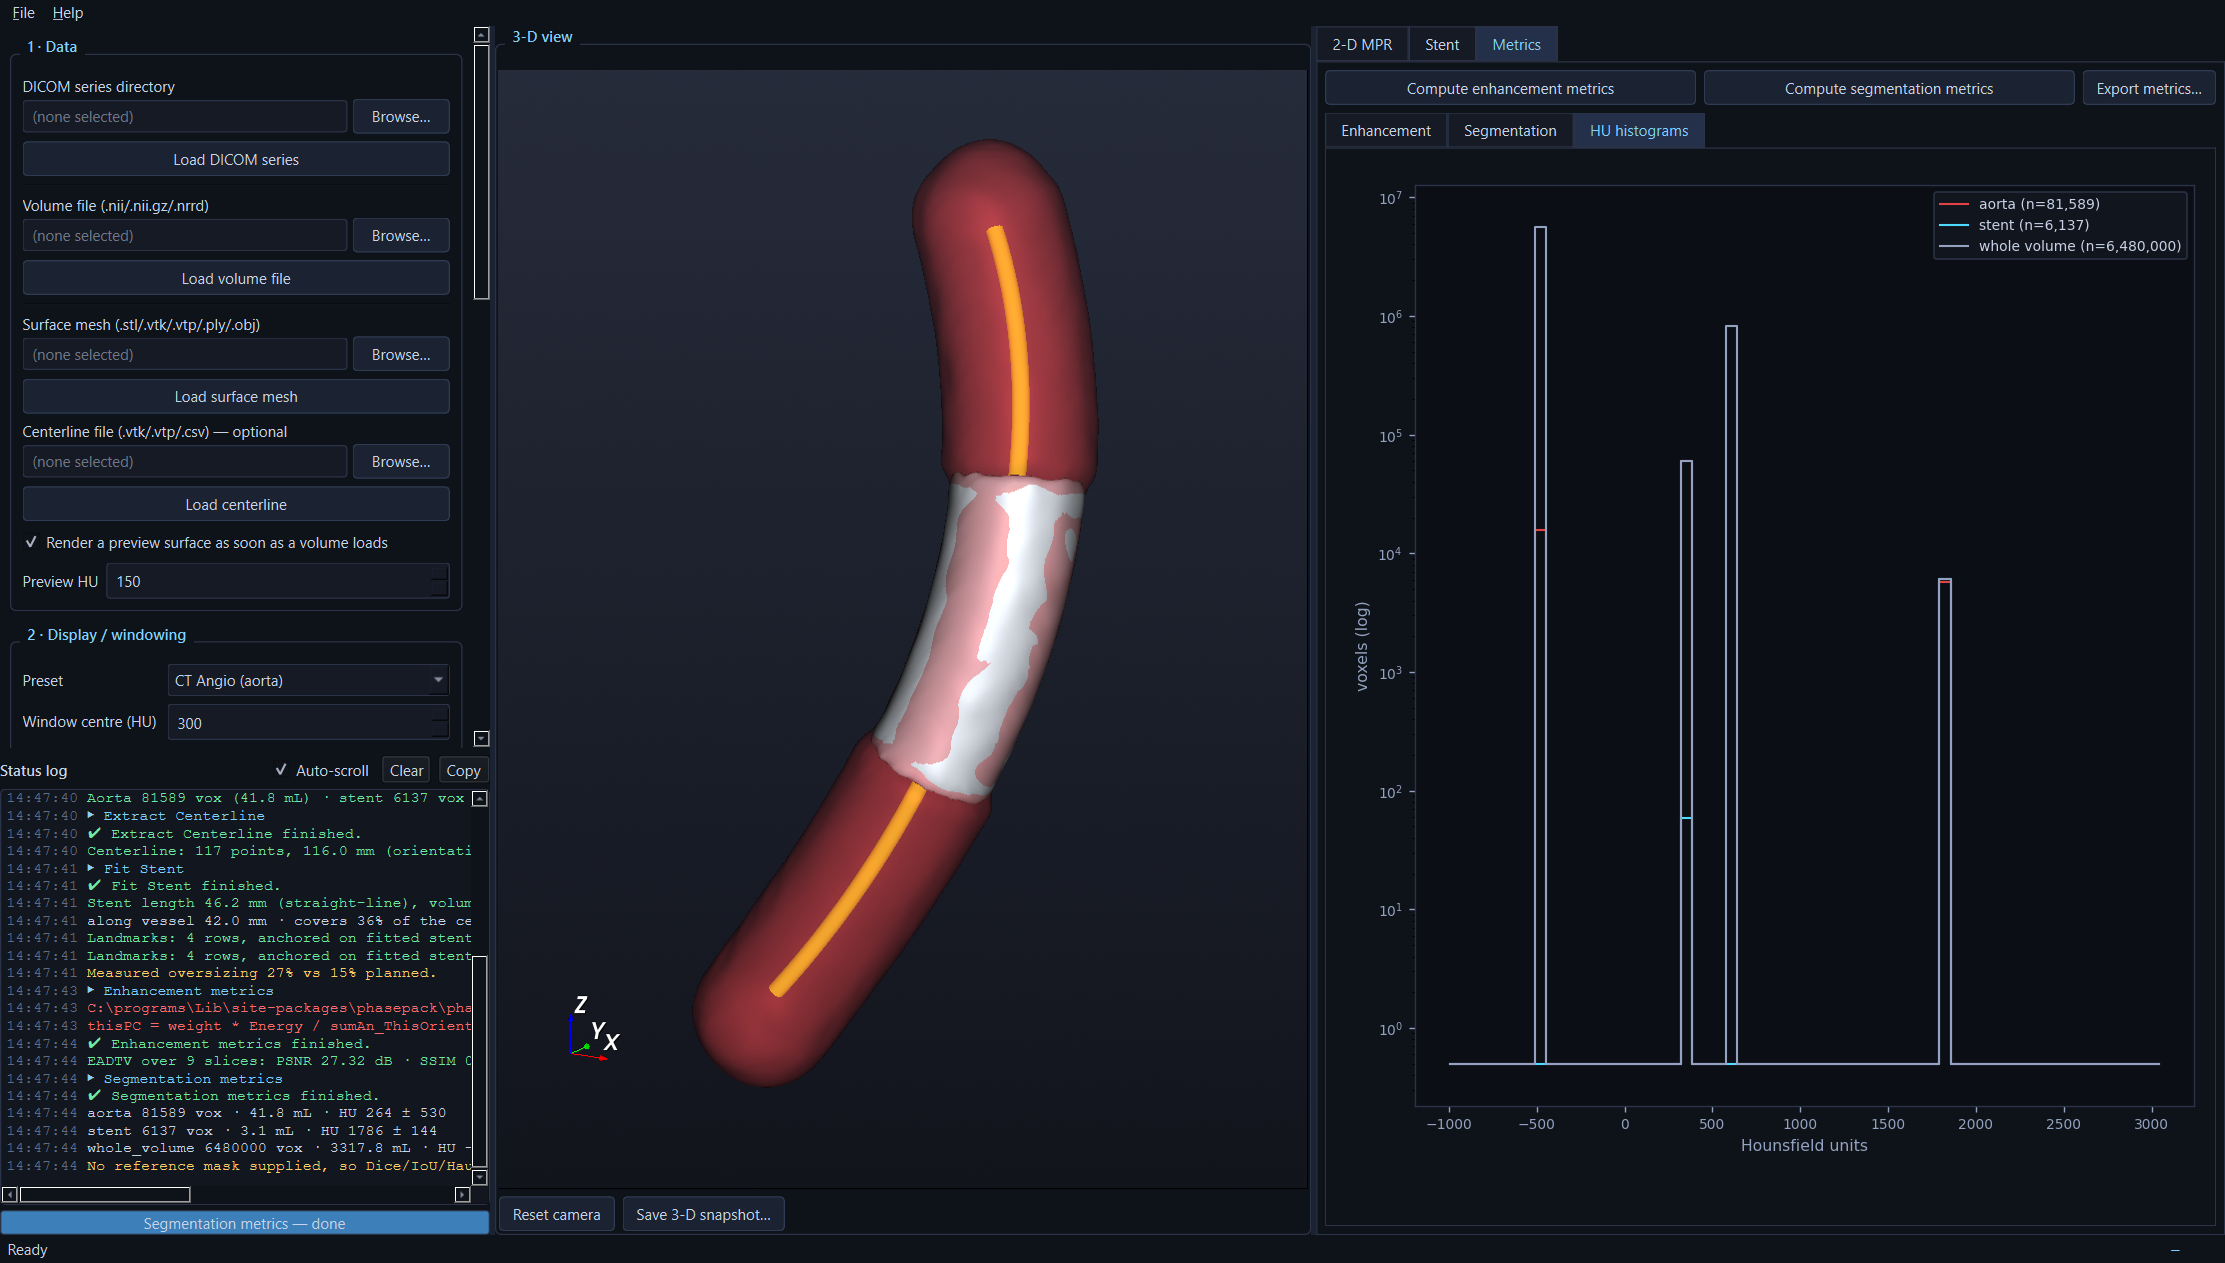 File Help
1 · Data
DICOM series directory
(none selected) Browse...
Load DICOM series
Volume file (.nii/.nii.gz/.nrrd)
(none selected) Browse...
Load volume file
Surface mesh (.stl/.vtk/.vtp/.ply/.obj)
(none selected) Browse...
Load surface mesh
Centerline file (.vtk/.vtp/.csv) — optional
(none selected) Browse...
Load centerline
✓ Render a preview surface as soon as a volume loads
Preview HU 150
2 · Display / windowing
Preset CT Angio (aorta)
Window centre (HU) 300
Status log ✓ Auto-scroll Clear Copy
14:47:40 Aorta 81589 vox (41.8 mL) · stent 6137 vox
14:47:40 ▸ Extract Centerline
14:47:40 ✔ Extract Centerline finished.
14:47:40 Centerline: 117 points, 116.0 mm (orientati
14:47:41 ▸ Fit Stent
14:47:41 ✔ Fit Stent finished.
14:47:41 Stent length 46.2 mm (straight-line), volum
14:47:41 along vessel 42.0 mm · covers 36% of the ce
14:47:41 Landmarks: 4 rows, anchored on fitted stent
14:47:41 Landmarks: 4 rows, anchored on fitted stent
14:47:41 Measured oversizing 27% vs 15% planned.
14:47:43 ▸ Enhancement metrics
14:47:43 C:\programs\Lib\site-packages\phasepack\pha
14:47:43 thisPC = weight * Energy / sumAn_ThisOrient
14:47:44 ✔ Enhancement metrics finished.
14:47:44 EADTV over 9 slices: PSNR 27.32 dB · SSIM 0
14:47:44 ▸ Segmentation metrics
14:47:44 ✔ Segmentation metrics finished.
14:47:44 aorta 81589 vox · 41.8 mL · HU 264 ± 530
14:47:44 stent 6137 vox · 3.1 mL · HU 1786 ± 144
14:47:44 whole_volume 6480000 vox · 3317.8 mL · HU -
14:47:44 No reference mask supplied, so Dice/IoU/Hau
Segmentation metrics — done
Ready
3-D view
Z
Y
X
Reset camera Save 3-D snapshot...
2-D MPR Stent Metrics
Compute enhancement metrics Compute segmentation metrics Export metrics...
Enhancement Segmentation HU histograms
aorta (n=81,589)
stent (n=6,137)
whole volume (n=6,480,000)
voxels (log)
10⁷
10⁶
10⁵
10⁴
10³
10²
10¹
10⁰
−1000 −500 0 500 1000 1500 2000 2500 3000
Hounsfield units